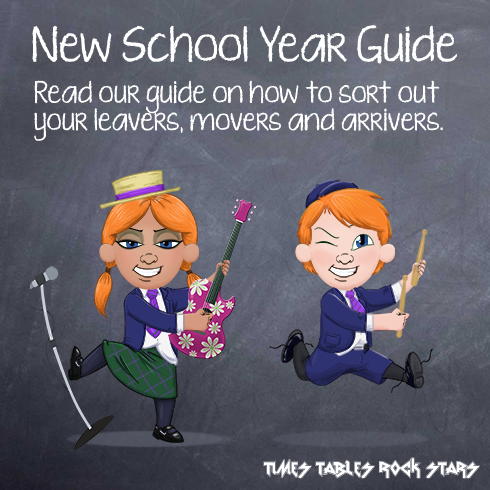 New School Year Guide
Read our guide on how to sort out
your leavers, movers and arrivers.
TIMES TABLES ROCK STARS